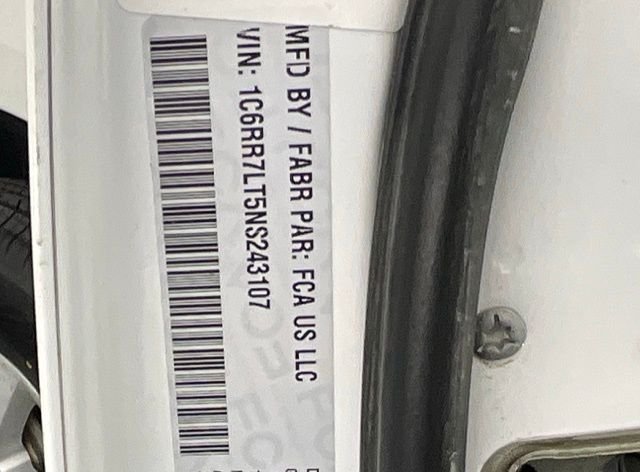 MFD BY / FABR PAR: FCA US LLC
VIN: 1C6RR7LT5NS243107